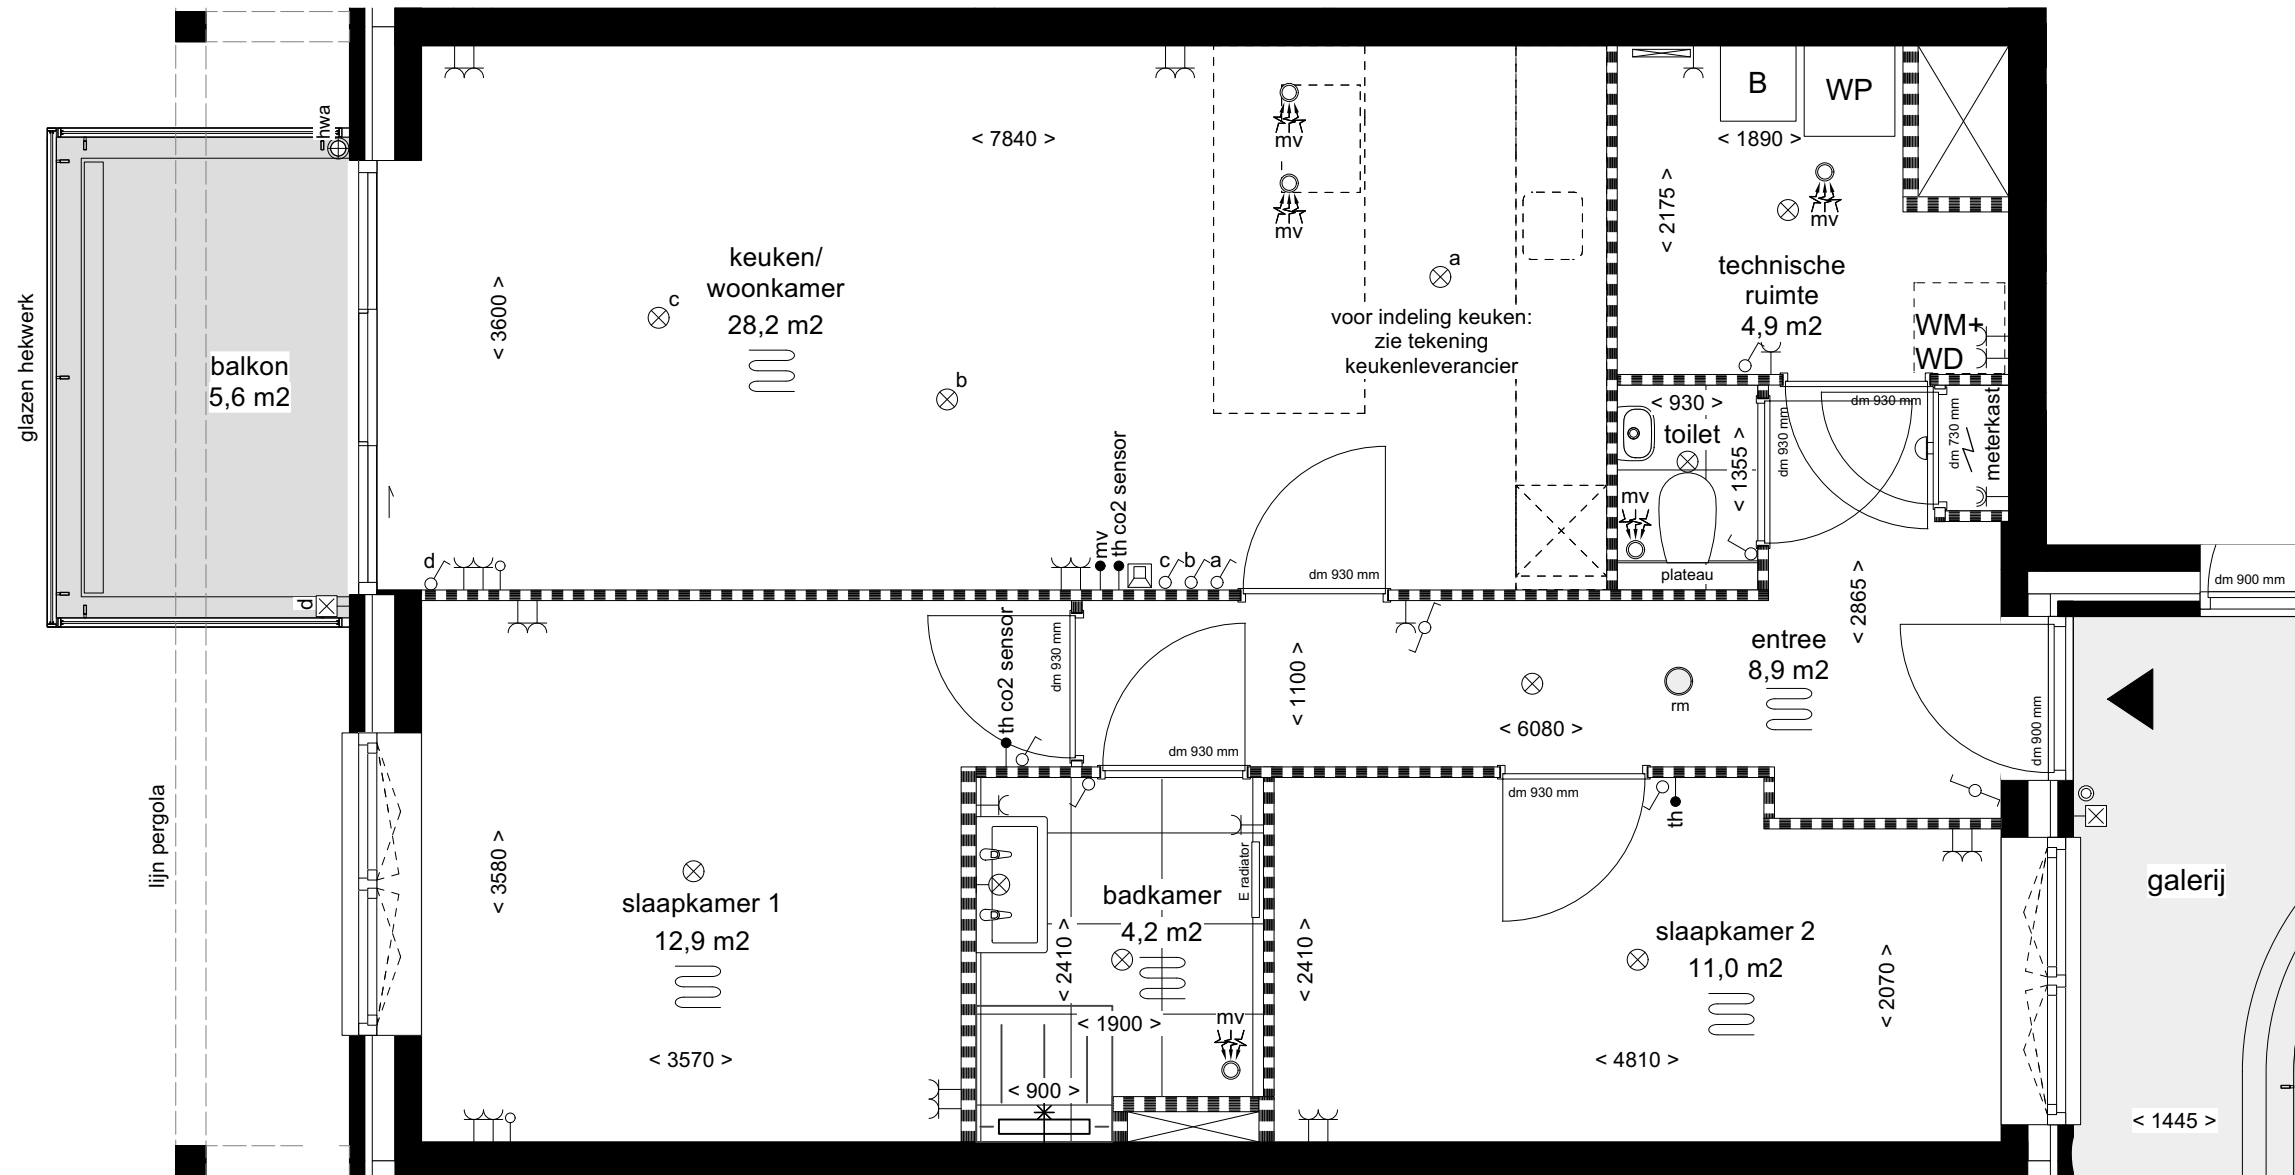 hwa
B
WP
< 7840 >
mv
mv
< 1890 >
< 2175 >
mv
keuken/
woonkamer
28,2 m2
c
b
a
< 3600 >
voor indeling keuken:
zie tekening
keukenleverancier
technische
ruimte
4,9 m2
WM+
WD
glazen hekwerk
balkon
5,6 m2
d
d
mv
th co2 sensor
c
b
a
dm 930 mm
< 930 >
toilet
< 1355 >
mv
plateau
dm 930 mm
dm 930 mm
dm 730 mm
meterkast
< 2865 >
dm 900 mm
entree
8,9 m2
rm
< 6080 >
< 1100 >
dm 900 mm
th co2 sensor
dm 930 mm
dm 930 mm
dm 930 mm
th
lijn pergola
< 3580 >
slaapkamer 1
12,9 m2
< 3570 >
badkamer
4,2 m2
E radiator
< 2410 >
< 1900 >
mv
< 900 >
< 2410 >
slaapkamer 2
11,0 m2
< 2070 >
< 4810 >
galerij
< 1445 >